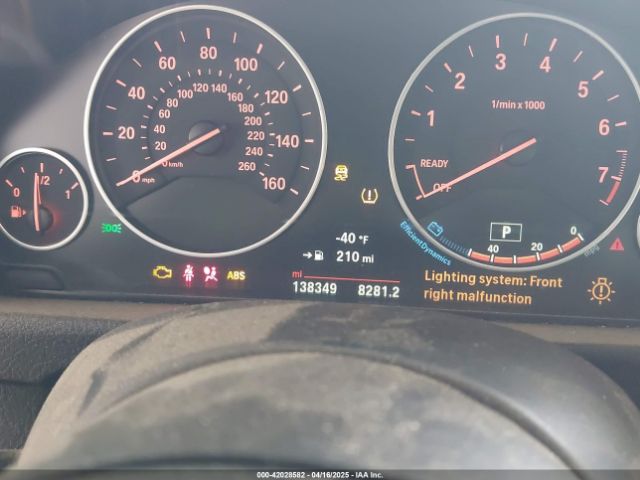 0 1/2 1
0 20 40 60 80 100 120 140 160
0 20 40 60 80 100 120 140 160 180 200 220 240 260
mph
km/h
1 2 3 4 5 6 7
1/min x 1000
READY
OFF
EfficientDynamics
P
40 20 0
mpg
-40 °F
210 mi
mi
138349 8281.2
ABS
Lighting system: Front
right malfunction
000-42028582 - 04/16/2025 - IAA Inc.